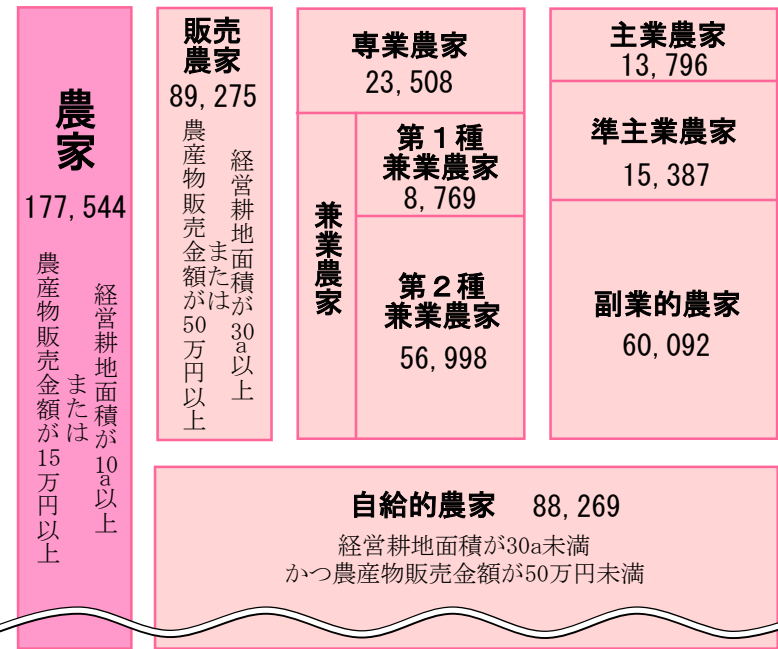 農家
177,544
経営耕地面積が10a以上
または
農産物販売金額が15万円以上
販売
農家
89,275
経営耕地面積が30a以上
または
農産物販売金額が50万円以上
専業農家
23,508
兼業農家
第１種
兼業農家
8,769
第２種
兼業農家
56,998
主業農家
13,796
準主業農家
15,387
副業的農家
60,092
自給的農家 88,269
経営耕地面積が30a未満
かつ農産物販売金額が50万円未満